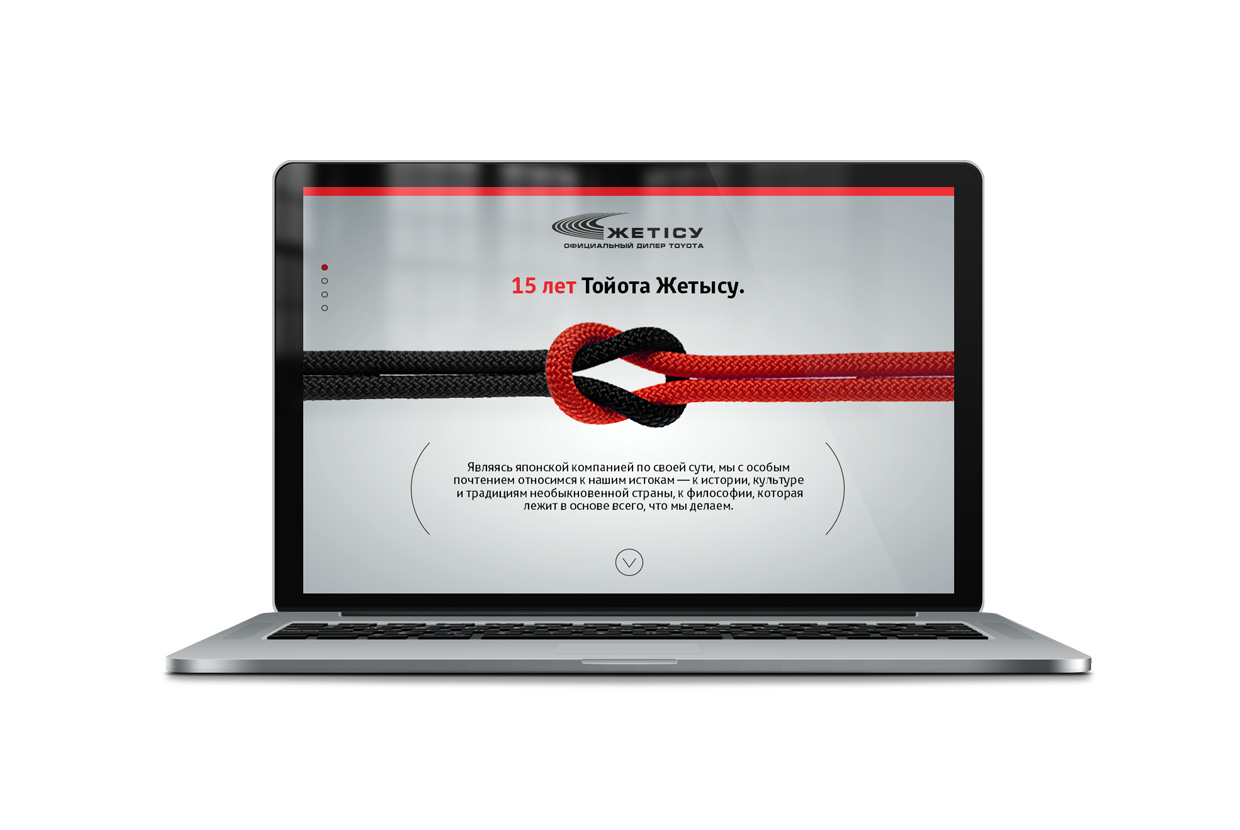 ЖЕТІСУ
ОФИЦИАЛЬНЫЙ ДИЛЕР TOYOTA
15 лет Тойота Жетысу.
Являясь японской компанией по своей сути, мы с особым
почтением относимся к нашим истокам — к истории, культуре
и традициям необыкновенной страны, к философии, которая
лежит в основе всего, что мы делаем.